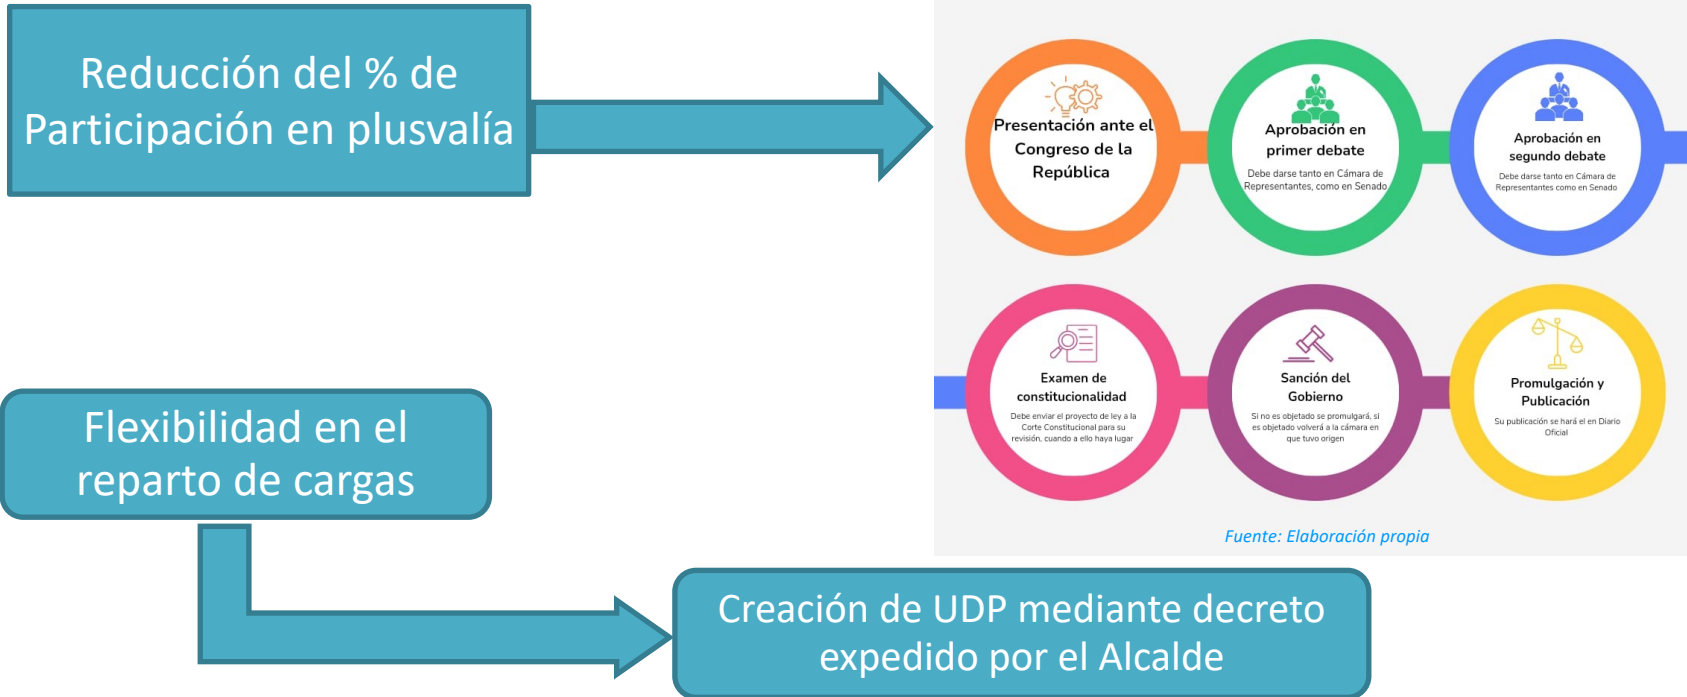 Reducción del % de
Participación en plusvalía
Presentación ante el
Congreso de la
República
Aprobación en
primer debate
Debe darse tanto en Cámara de
Representantes, como en Senado
Aprobación en
segundo debate
Debe darse tanto en Cámara de
Representantes como en Senado
Examen de
constitucionalidad
Debe enviar el proyecto de ley a la
Corte Constitucional para su
revisión, cuando a ello haya lugar
Sanción del
Gobierno
Si no es objetado se promulgará, si
es objetado volverá a la cámara en
que tuvo origen
Promulgación y
Publicación
Su publicación se hará el en Diario
Oficial
Fuente: Elaboración propia
Flexibilidad en el
reparto de cargas
Creación de UDP mediante decreto
expedido por el Alcalde